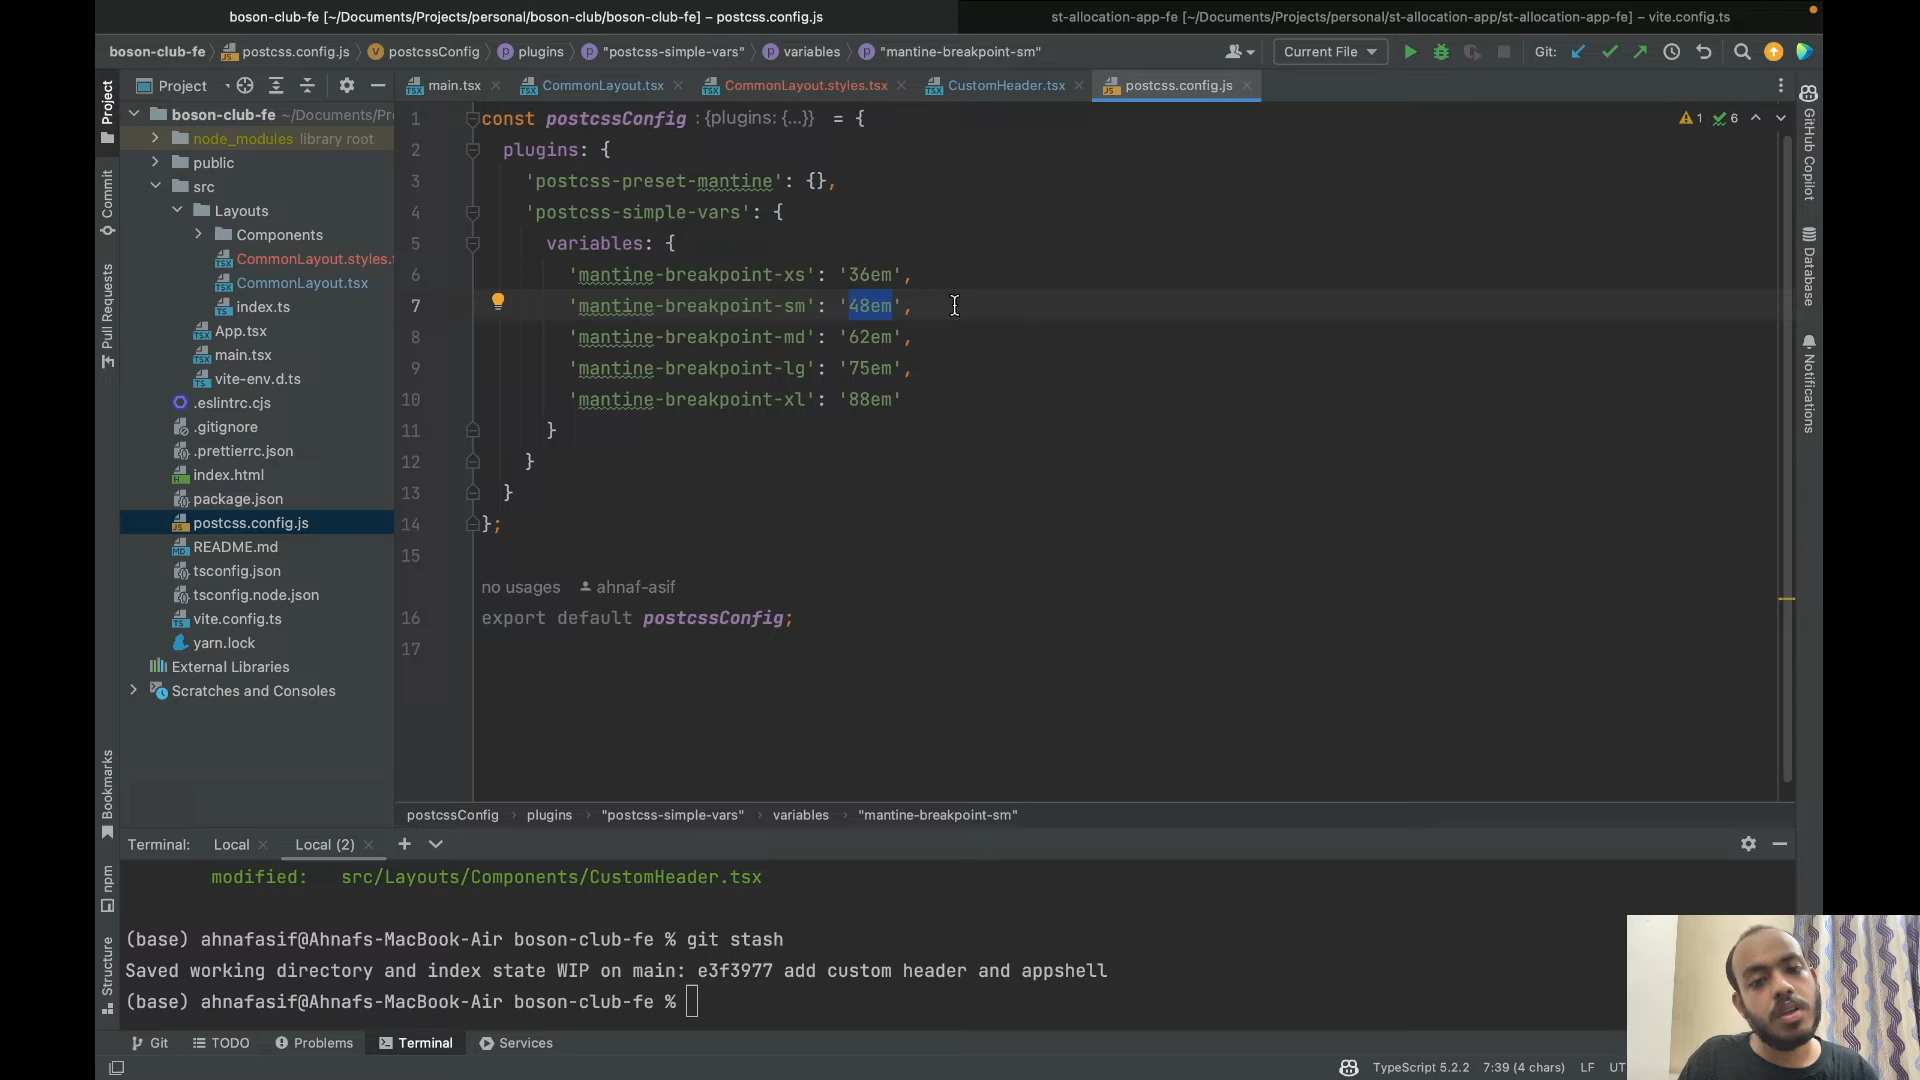 boson-club-fe [~/Documents/Projects/personal/boson-club/boson-club-fe] – postcss.config.js
st-allocation-app-fe [~/Documents/Projects/personal/st-allocation-app/st-allocation-app-fe] – vite.config.ts
boson-club-fe postcss.config.js postcssConfig plugins "postcss-simple-vars" variables "mantine-breakpoint-sm"
Current File Git:
Project
main.tsx CommonLayout.tsx CommonLayout.styles.tsx CustomHeader.tsx postcss.config.js
Project
Commit
Pull Requests
Bookmarks
npm
Structure
boson-club-fe ~/Documents/Pr
node_modules library root
public
src
Layouts
Components
CommonLayout.styles.
CommonLayout.tsx
index.ts
App.tsx
main.tsx
vite-env.d.ts
.eslintrc.cjs
.gitignore
.prettierrc.json
index.html
package.json
postcss.config.js
README.md
tsconfig.json
tsconfig.node.json
vite.config.ts
yarn.lock
External Libraries
Scratches and Consoles
1 const postcssConfig : {plugins: {...}} = {
2 plugins: {
3 'postcss-preset-mantine': {},
4 'postcss-simple-vars': {
5 variables: {
6 'mantine-breakpoint-xs': '36em',
7 'mantine-breakpoint-sm': '48em',
8 'mantine-breakpoint-md': '62em',
9 'mantine-breakpoint-lg': '75em',
10 'mantine-breakpoint-xl': '88em'
11 }
12 }
13 }
14 };
15
no usages ahnaf-asif
16 export default postcssConfig;
17
1 6
GitHub Copilot
Database
Notifications
postcssConfig plugins "postcss-simple-vars" variables "mantine-breakpoint-sm"
Terminal: Local Local (2)
modified: src/Layouts/Components/CustomHeader.tsx
(base) ahnafasif@Ahnafs-MacBook-Air boson-club-fe % git stash
Saved working directory and index state WIP on main: e3f3977 add custom header and appshell
(base) ahnafasif@Ahnafs-MacBook-Air boson-club-fe %
Git TODO Problems Terminal Services
TypeScript 5.2.2 7:39 (4 chars) LF UT